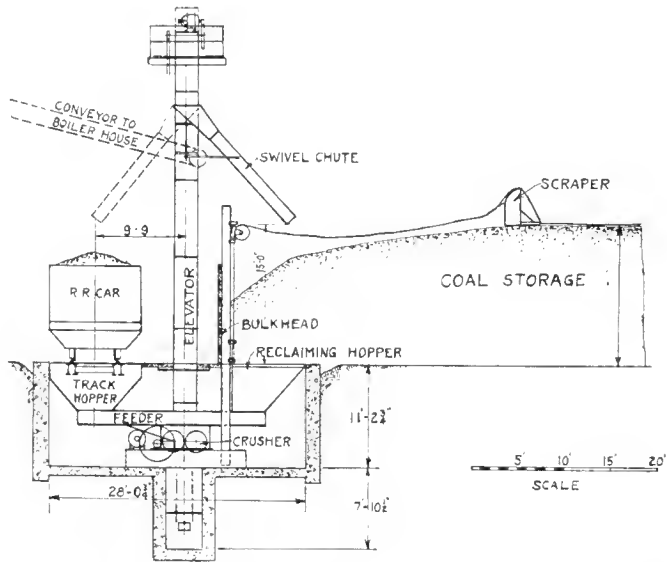 CONVEYOR TO
BOILER HOUSE
SWIVEL CHUTE
SCRAPER
9'-9"
15'-0"
R R CAR
ELEVATOR
COAL STORAGE
BULKHEAD
RECLAIMING HOPPER
TRACK
HOPPER
FEEDER
CRUSHER
11'-2¾"
28'-0¾"
7'-10½"
5' 10' 15' 20'
SCALE